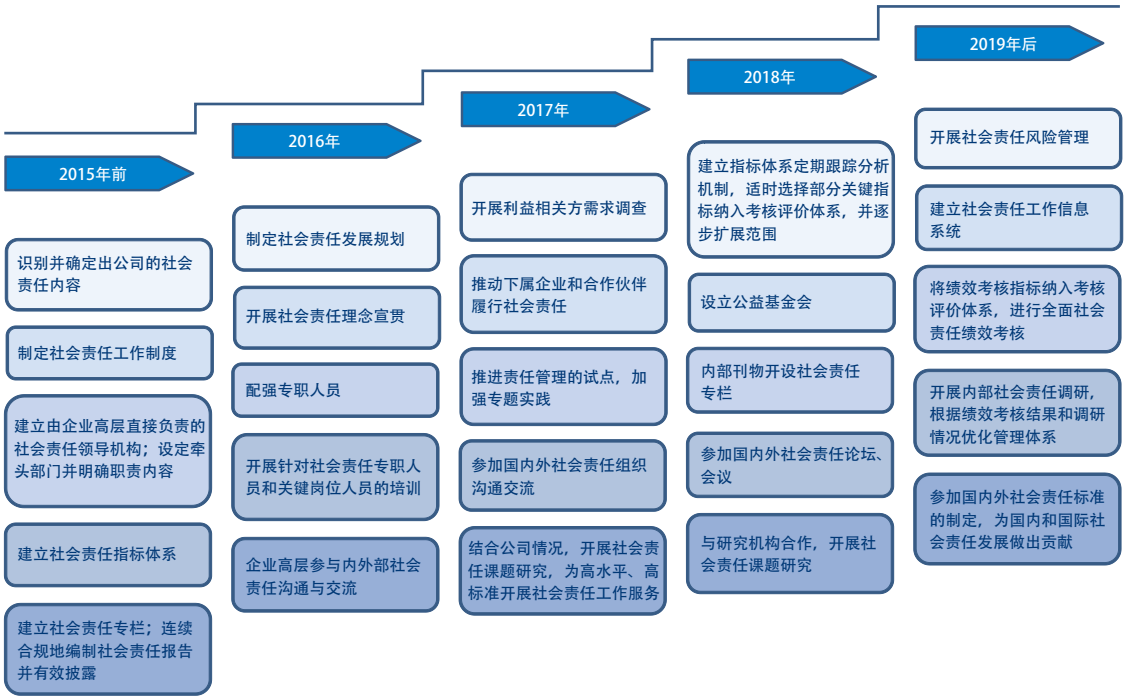 2015年前
识别并确定出公司的社会
责任内容
制定社会责任工作制度
建立由企业高层直接负责的
社会责任领导机构；设定牵
头部门并明确职责内容
建立社会责任指标体系
建立社会责任专栏；连续
合规地编制社会责任报告
并有效披露
2016年
制定社会责任发展规划
开展社会责任理念宣贯
配强专职人员
开展针对社会责任专职人
员和关键岗位人员的培训
企业高层参与内外部社会
责任沟通与交流
2017年
开展利益相关方需求调查
推动下属企业和合作伙伴
履行社会责任
推进责任管理的试点，加
强专题实践
参加国内外社会责任组织
沟通交流
结合公司情况，开展社会责
任课题研究，为高水平、高
标准开展社会责任工作服务
2018年
建立指标体系定期跟踪分析
机制，适时选择部分关键指
标纳入考核评价体系，并逐
步扩展范围
设立公益基金会
内部刊物开设社会责任
专栏
参加国内外社会责任论坛、
会议
与研究机构合作，开展社
会责任课题研究
2019年后
开展社会责任风险管理
建立社会责任工作信息
系统
将绩效考核指标纳入考核
评价体系，进行全面社会
责任绩效考核
开展内部社会责任调研，
根据绩效考核结果和调研
情况优化管理体系
参加国内外社会责任标准
的制定，为国内和国际社
会责任发展做出贡献